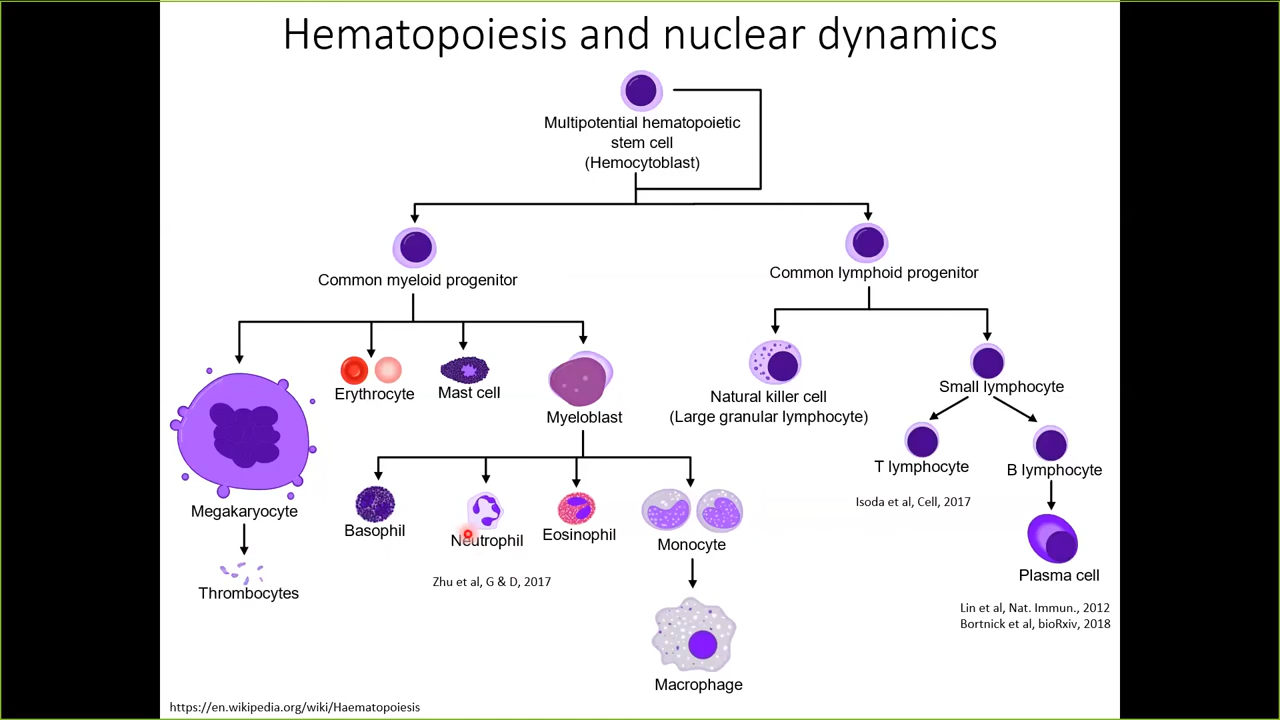 Hematopoiesis and nuclear dynamics
Multipotential hematopoietic
stem cell
(Hemocytoblast)
Common myeloid progenitor
Common lymphoid progenitor
Erythrocyte
Mast cell
Myeloblast
Natural killer cell
(Large granular lymphocyte)
Small lymphocyte
T lymphocyte
B lymphocyte
Isoda et al, Cell, 2017
Megakaryocyte
Basophil
Neutrophil
Eosinophil
Monocyte
Plasma cell
Thrombocytes
Zhu et al, G & D, 2017
Lin et al, Nat. Immun., 2012
Bortnick et al, bioRxiv, 2018
Macrophage
https://en.wikipedia.org/wiki/Haematopoiesis